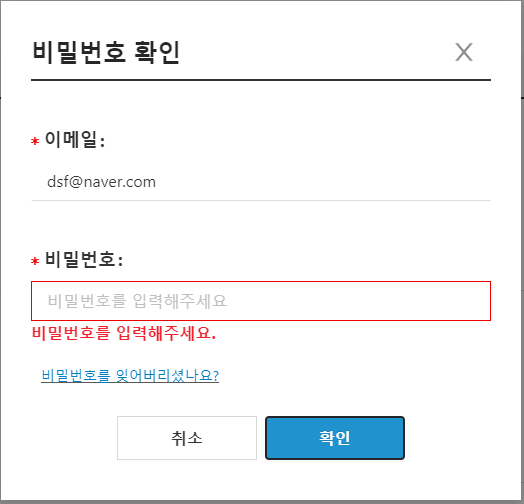 비밀번호 확인 X
* 이메일:
dsf@naver.com
* 비밀번호:
비밀번호를 입력해주세요
비밀번호를 입력해주세요.
비밀번호를 잊어버리셨나요?
취소 확인